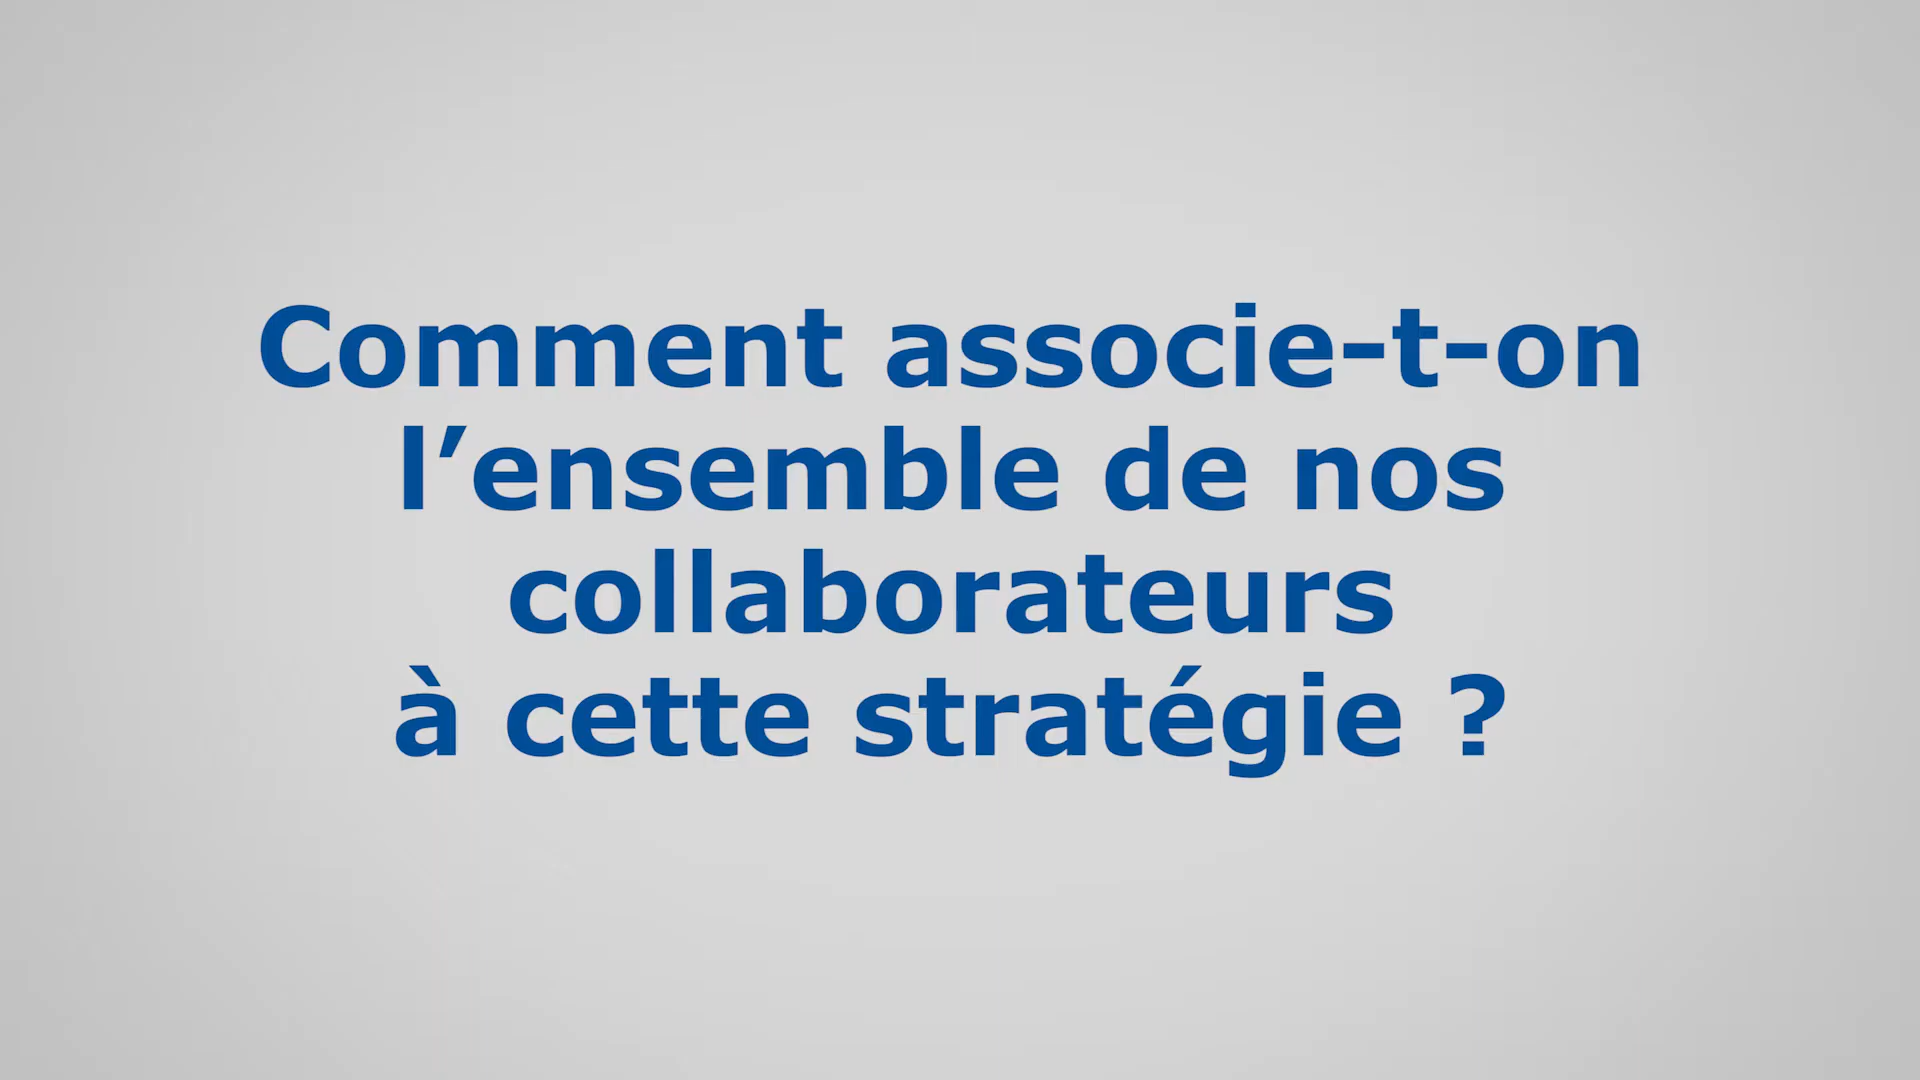 Comment associe-t-on
l’ensemble de nos
collaborateurs
à cette stratégie ?